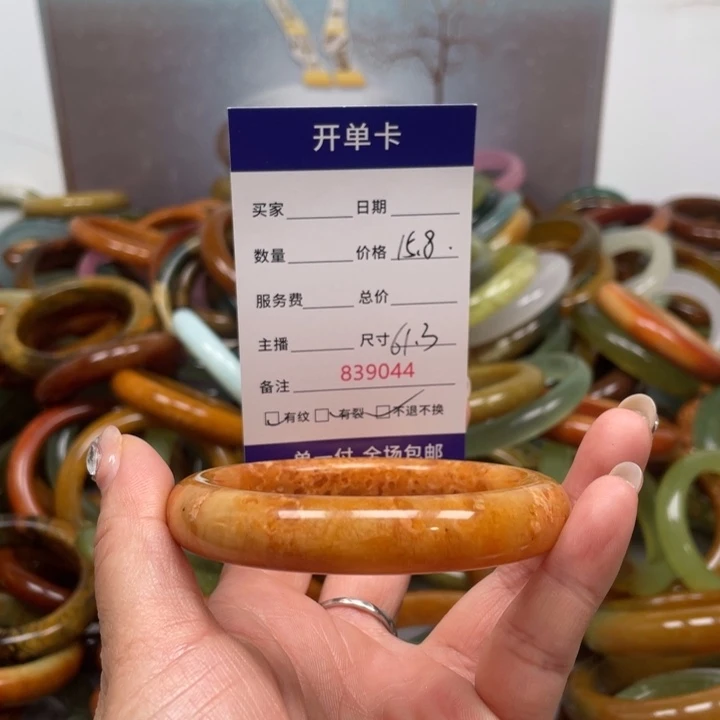 开单卡
买家 日期
数量 价格 15.8.
服务费 总价
主播 尺寸 61.3
备注 839044
有纹 有裂 不退不换
单一付 全场包邮